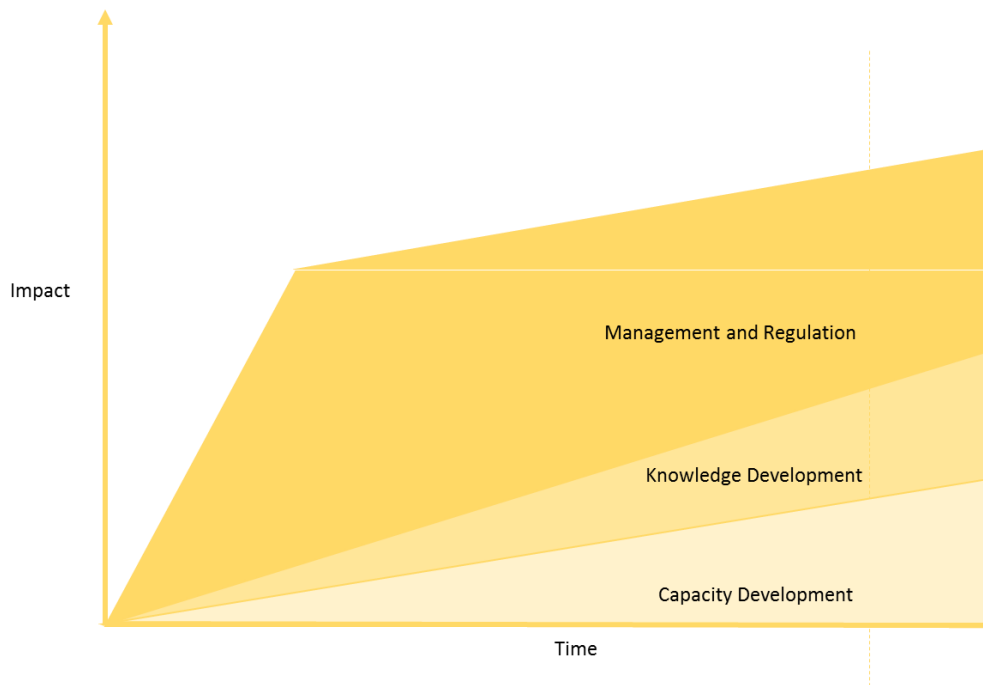 Impact
Management and Regulation
Knowledge Development
Capacity Development
Time